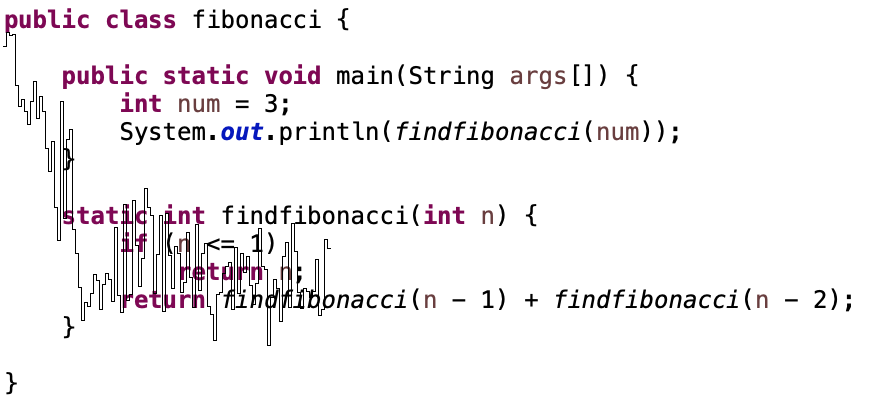 public class fibonacci {
public static void main(String args[]) {
int num = 3;
System.out.println(findfibonacci(num));
}
static int findfibonacci(int n) {
if (n <= 1)
return n;
return findfibonacci(n - 1) + findfibonacci(n - 2);
}
}